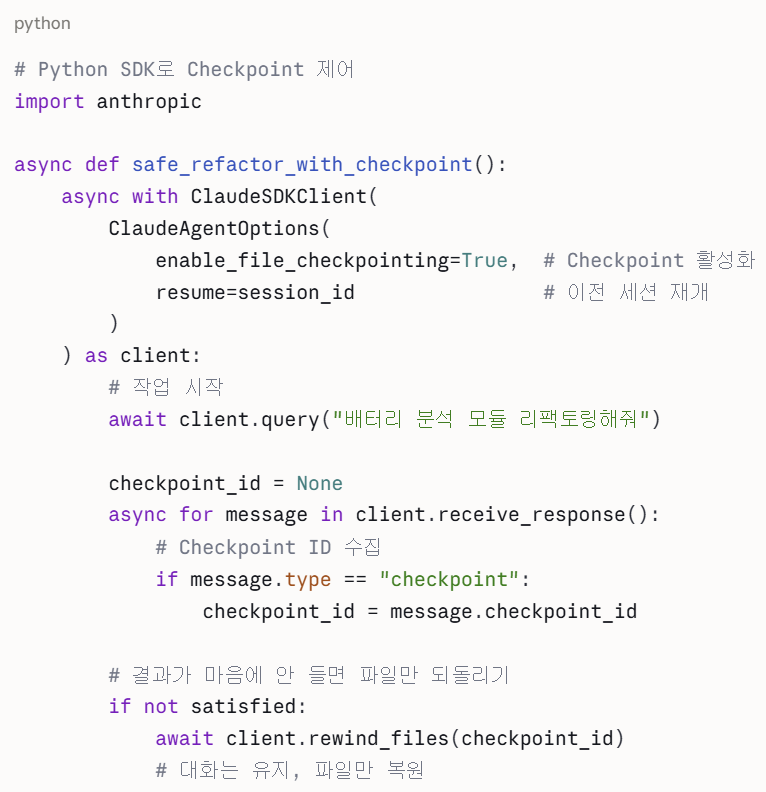 python
# Python SDK로 Checkpoint 제어
import anthropic
async def safe_refactor_with_checkpoint():
    async with ClaudeSDKClient(
        ClaudeAgentOptions(
            enable_file_checkpointing=True,  # Checkpoint 활성화
            resume=session_id                # 이전 세션 재개
        )
    ) as client:
        # 작업 시작
        await client.query("배터리 분석 모듈 리팩토링해줘")
        checkpoint_id = None
        async for message in client.receive_response():
            # Checkpoint ID 수집
            if message.type == "checkpoint":
                checkpoint_id = message.checkpoint_id
        # 결과가 마음에 안 들면 파일만 되돌리기
        if not satisfied:
            await client.rewind_files(checkpoint_id)
            # 대화는 유지, 파일만 복원